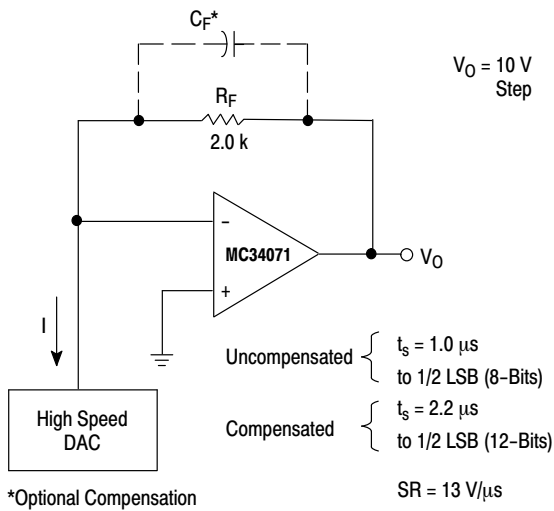 C_F*
V_O = 10 V
Step
R_F
2.0 k
−
MC34071
V_O
+
I
Uncompensated
t_s = 1.0 μs
to 1/2 LSB (8−Bits)
High Speed
DAC
Compensated
t_s = 2.2 μs
to 1/2 LSB (12−Bits)
*Optional Compensation
SR = 13 V/μs